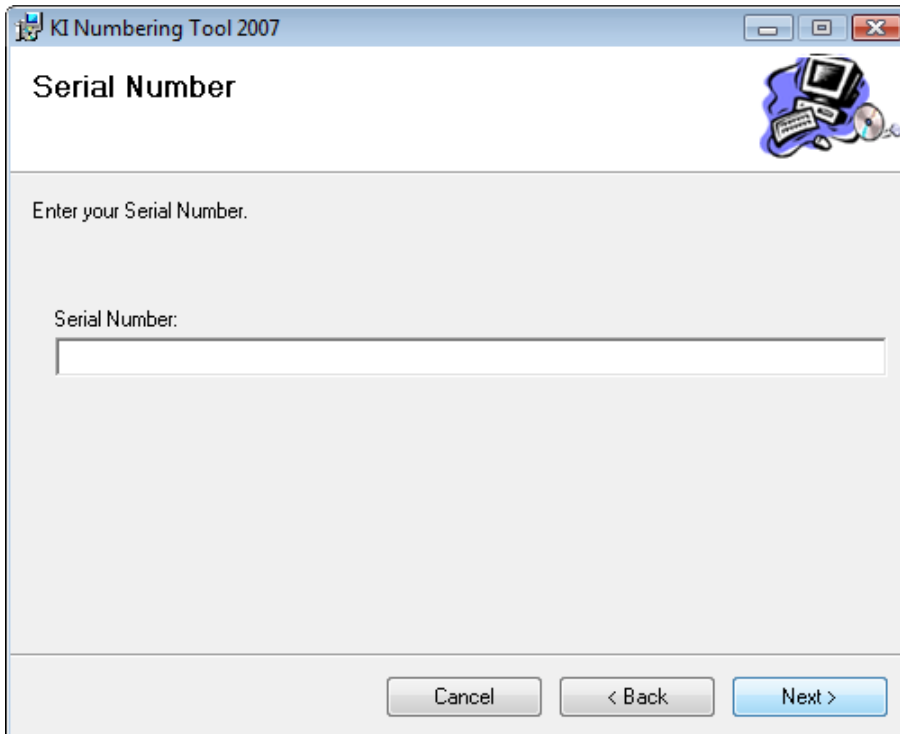 KI Numbering Tool 2007
Serial Number
Enter your Serial Number.
Serial Number:
Cancel
< Back
Next >